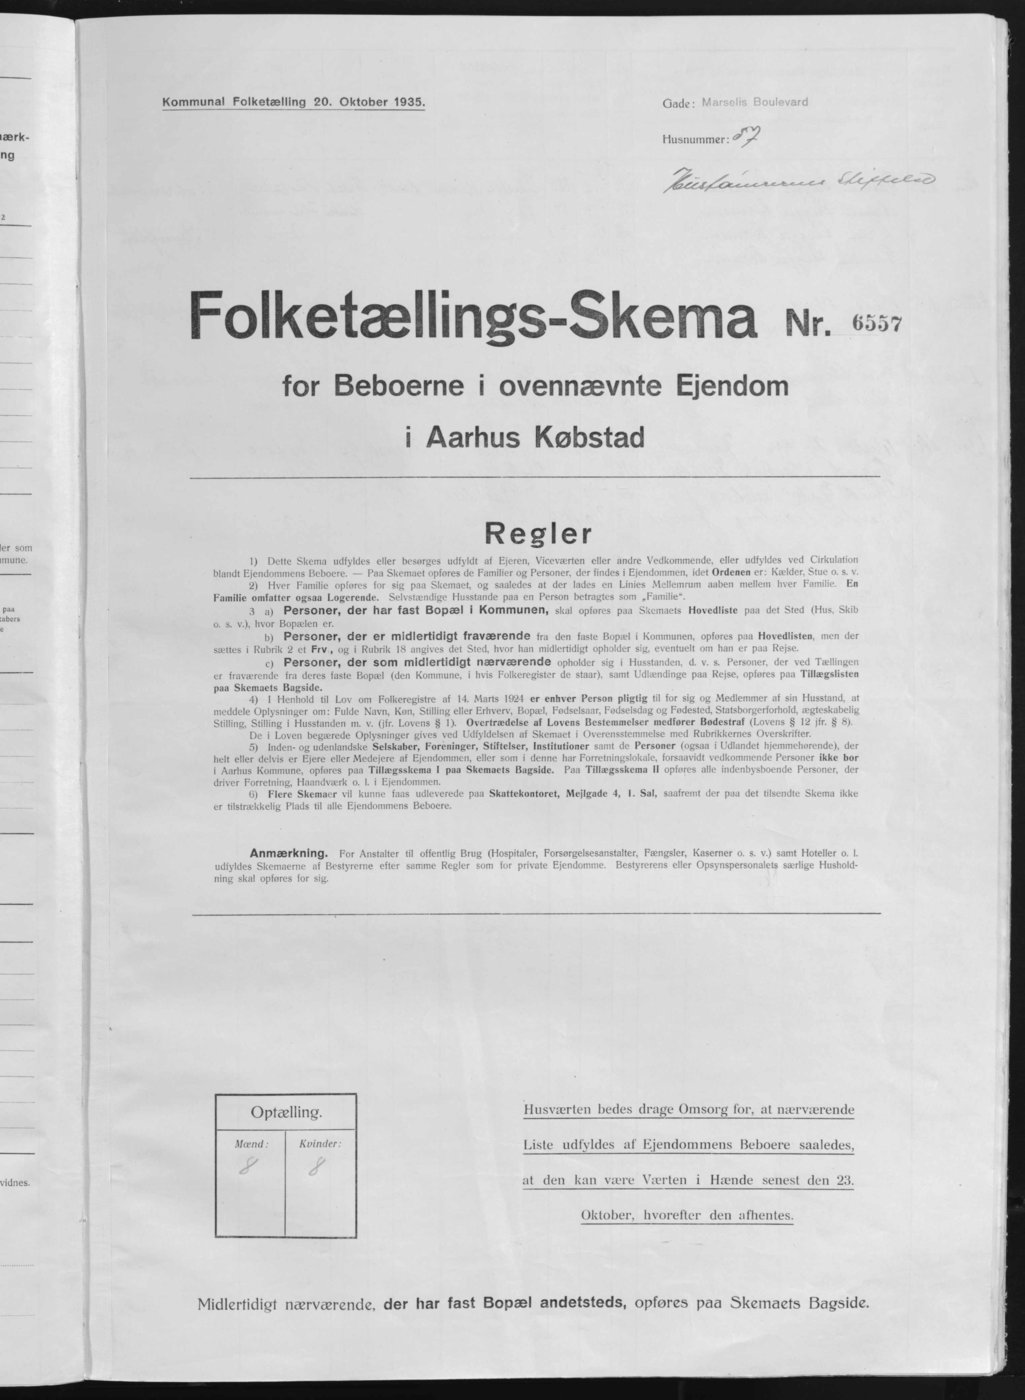 Kommunal Folketælling 20. Oktober 1935.
Gade: Marselis Boulevard
Husnummer: 57
Stiftelse
Folketællings-Skema Nr. 6557
for Beboerne i ovennævnte Ejendom
i Aarhus Købstad
Regler
1) Dette Skema udfyldes eller besørges udfyldt af Ejeren, Viceværten eller andre Vedkommende, eller udfyldes ved Cirkulation
blandt Ejendommens Beboere. — Paa Skemaet opføres de Familier og Personer, der findes i Ejendommen, idet Ordenen er: Kælder, Stue o. s. v.
2) Hver Familie opføres for sig paa Skemaet, og saaledes at der lades en Linies Mellemrum aaben mellem hver Familie. En
Familie omfatter ogsaa Logerende. Selvstændige Husstande paa en Person betragtes som „Familie“.
3 a) Personer, der har fast Bopæl i Kommunen, skal opføres paa Skemaets Hovedliste paa det Sted (Hus, Skib
o. s. v.), hvor Bopælen er.
b) Personer, der er midlertidigt fraværende fra den faste Bopæl i Kommunen, opføres paa Hovedlisten, men der
sættes i Rubrik 2 et Frv., og i Rubrik 18 angives det Sted, hvor han midlertidigt opholder sig, eventuelt om han er paa Rejse.
c) Personer, der som midlertidigt nærværende opholder sig i Husstanden, d. v. s. Personer, der ved Tællingen
er fraværende fra deres faste Bopæl (den Kommune, i hvis Folkeregister de staar), samt Udlændinge paa Rejse, opføres paa Tillægslisten
paa Skemaets Bagside.
4) I Henhold til Lov om Folkeregistre af 14. Marts 1924 er enhver Person pligtig til for sig og Medlemmer af sin Husstand, at
meddele Oplysninger om: Fulde Navn, Køn, Stilling eller Erhverv, Bopæl, Fødselsaar, Fødselsdag og Fødested, Statsborgerforhold, ægteskabelig
Stilling, Stilling i Husstanden m. v. (jfr. Lovens § 1). Overtrædelse af Lovens Bestemmelser medfører Bødestraf (Lovens § 12 jfr. § 8).
De i Loven begærede Oplysninger gives ved Udfyldelsen af Skemaet i Overensstemmelse med Rubrikkernes Overskrifter.
5) Inden- og udenlandske Selskaber, Foreninger, Stiftelser, Institutioner samt de Personer (ogsaa i Udlandet hjemmehørende), der
helt eller delvis er Ejere eller Medejere af Ejendommen, eller som i denne har Forretningslokale, forsaavidt vedkommende Personer ikke bor
i Aarhus Kommune, opføres paa Tillægsskema I paa Skemaets Bagside. Paa Tillægsskema II opføres alle indenbysboende Personer, der
driver Forretning, Haandværk o. l. i Ejendommen.
6) Flere Skemaer vil kunne faas udleverede paa Skattekontoret, Mejlgade 4, 1. Sal, saafremt der paa det tilsendte Skema ikke
er tilstrækkelig Plads til alle Ejendommens Beboere.
Anmærkning. For Anstalter til offentlig Brug (Hospitaler, Forsørgelsesanstalter, Fængsler, Kaserner o. s. v.) samt Hoteller o. l.
udfyldes Skemaerne af Bestyrerne efter samme Regler som for private Ejendomme. Bestyrerens eller Opsynspersonalets særlige Hushold-
ning skal opføres for sig.
Optælling.
Mænd: Kvinder:
8 8
Husværten bedes drage Omsorg for, at nærværende
Liste udfyldes af Ejendommens Beboere saaledes,
at den kan være Værten i Hænde senest den 23.
Oktober, hvorefter den afhentes.
Midlertidigt nærværende, der har fast Bopæl andetsteds, opføres paa Skemaets Bagside.